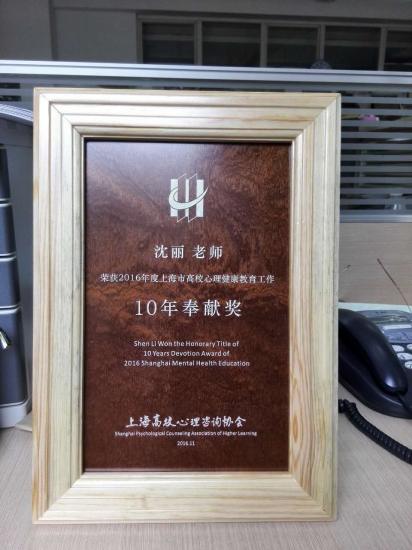 沈丽 老师
荣获2016年度上海市高校心理健康教育工作
10年奉献奖
Shen Li Won the Honorary Title of
10 Years Devotion Award of
2016 Shanghai Mental Health Education
上海高校心理咨询协会
Shanghai Psychological Counseling Association of Higher Learning
2016.11